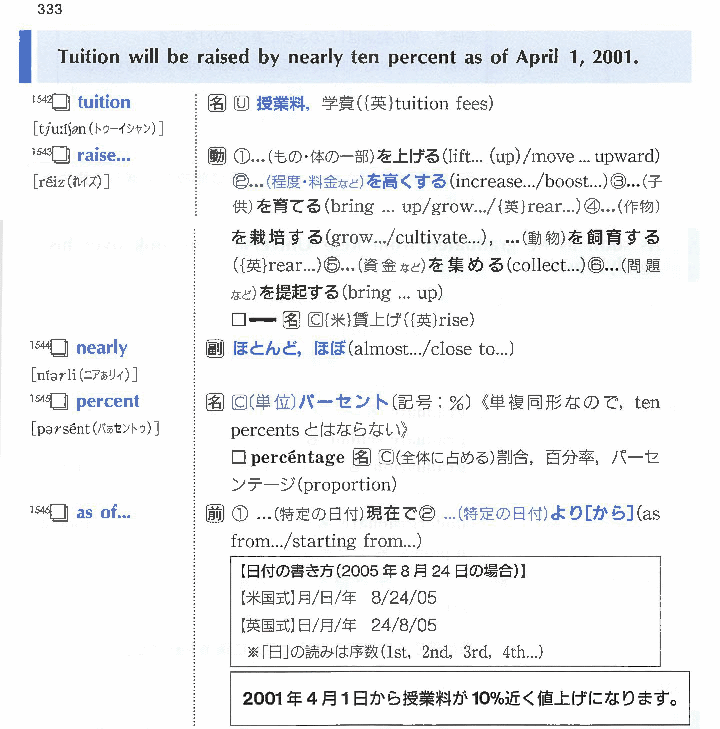 333
Tuition will be raised by nearly ten percent as of April 1, 2001.
1542 tuition
[tjuːíʃən(トゥーイシャン)]
名 Ⓤ 授業料, 学費({英}tuition fees)
1543 raise...
[réiz(れイズ)]
動 ①…(もの・体の一部)を上げる(lift... (up)/move ... upward)
②…(程度・料金など)を高くする(increase.../boost...)③…(子
供)を育てる(bring ... up/grow.../{英}rear...)④…(作物)
を栽培する(grow.../cultivate...), …(動物)を飼育する
({英}rear...)⑤…(資金など)を集める(collect...)⑥…(問題
など)を提起する(bring ... up)
□━ 名 Ⓒ{米}賃上げ({英}rise)
1544 nearly
[níərli(ニアぁリィ)]
副 ほとんど, ほぼ(almost.../close to...)
1545 percent
[pərsént(パぁセントゥ)]
名 Ⓒ(単位)パーセント(記号:%)《単複同形なので, ten
percents とはならない》
□ percéntage 名 Ⓒ(全体に占める)割合, 百分率, パーセ
ンテージ(proportion)
1546 as of...
前 ① …(特定の日付)現在で② …(特定の日付)より[から](as
from.../starting from...)
【日付の書き方(2005年8月24日の場合)】
【米国式】月/日/年 8/24/05
【英国式】日/月/年 24/8/05
※「日」の読みは序数(1st, 2nd, 3rd, 4th...)
2001年4月1日から授業料が10%近く値上げになります。